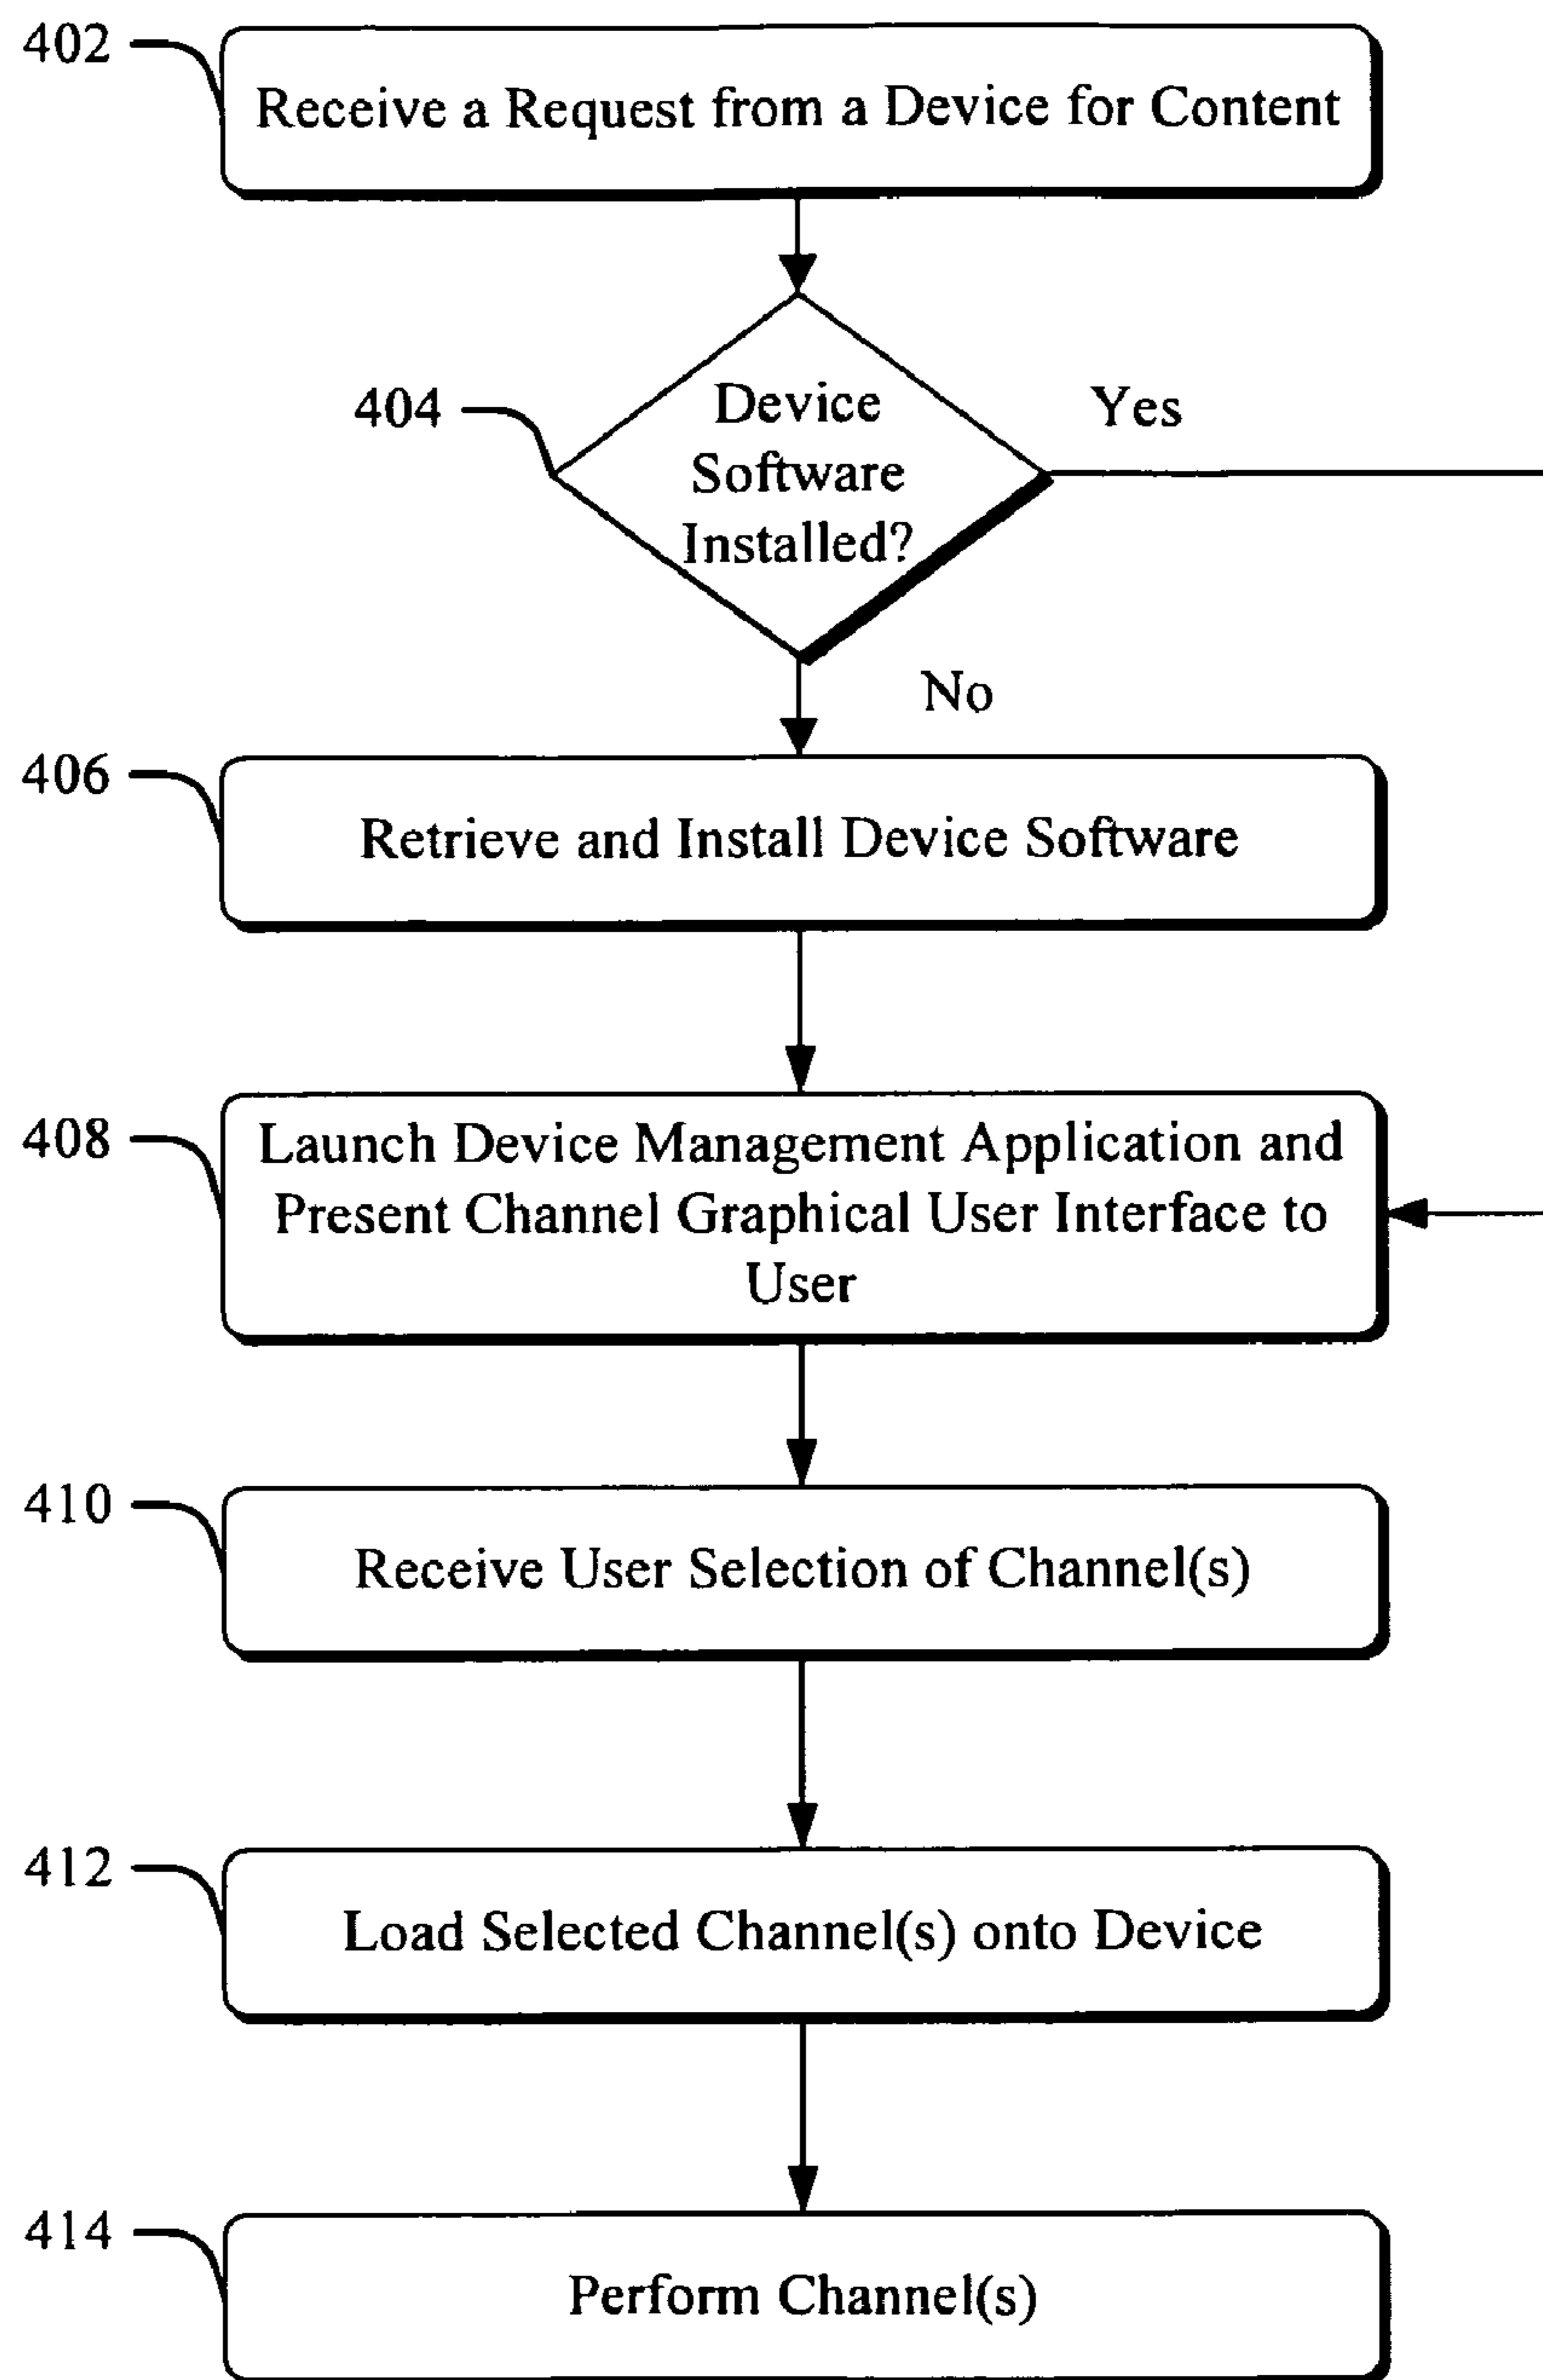 402
Receive a Request from a Device for Content
404
Device
Software
Installed?
Yes
No
406
Retrieve and Install Device Software
408
Launch Device Management Application and
Present Channel Graphical User Interface to
User
410
Receive User Selection of Channel(s)
412
Load Selected Channel(s) onto Device
414
Perform Channel(s)